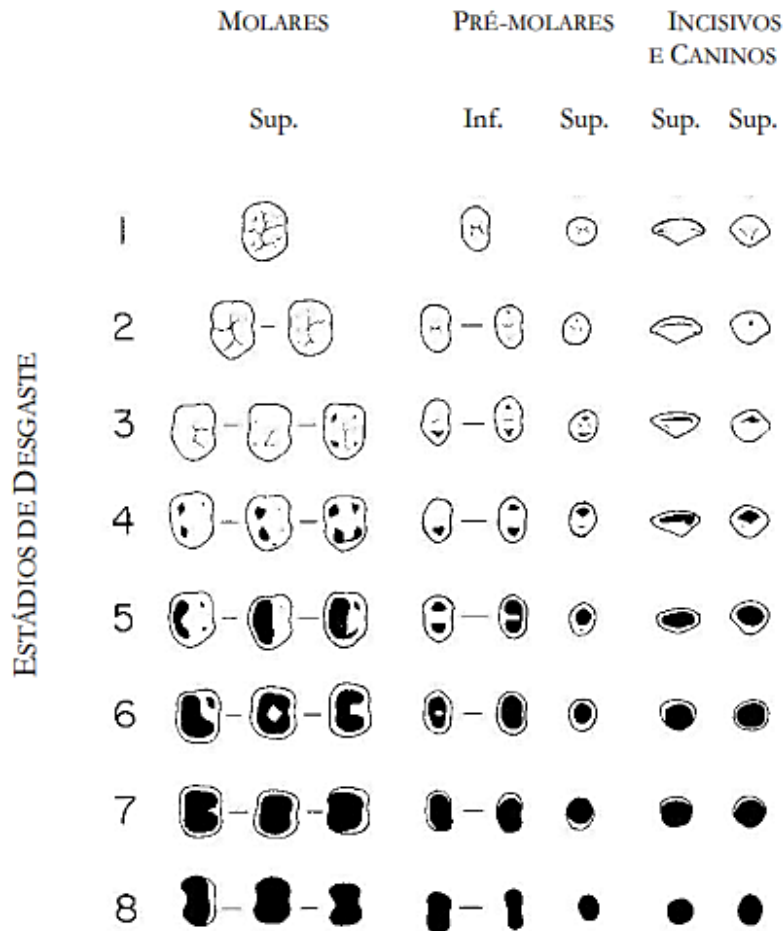 MOLARES PRÉ-MOLARES INCISIVOS
E CANINOS
Sup. Inf. Sup. Sup. Sup.
ESTÁDIOS DE DESGASTE
1
2
3
4
5
6
7
8